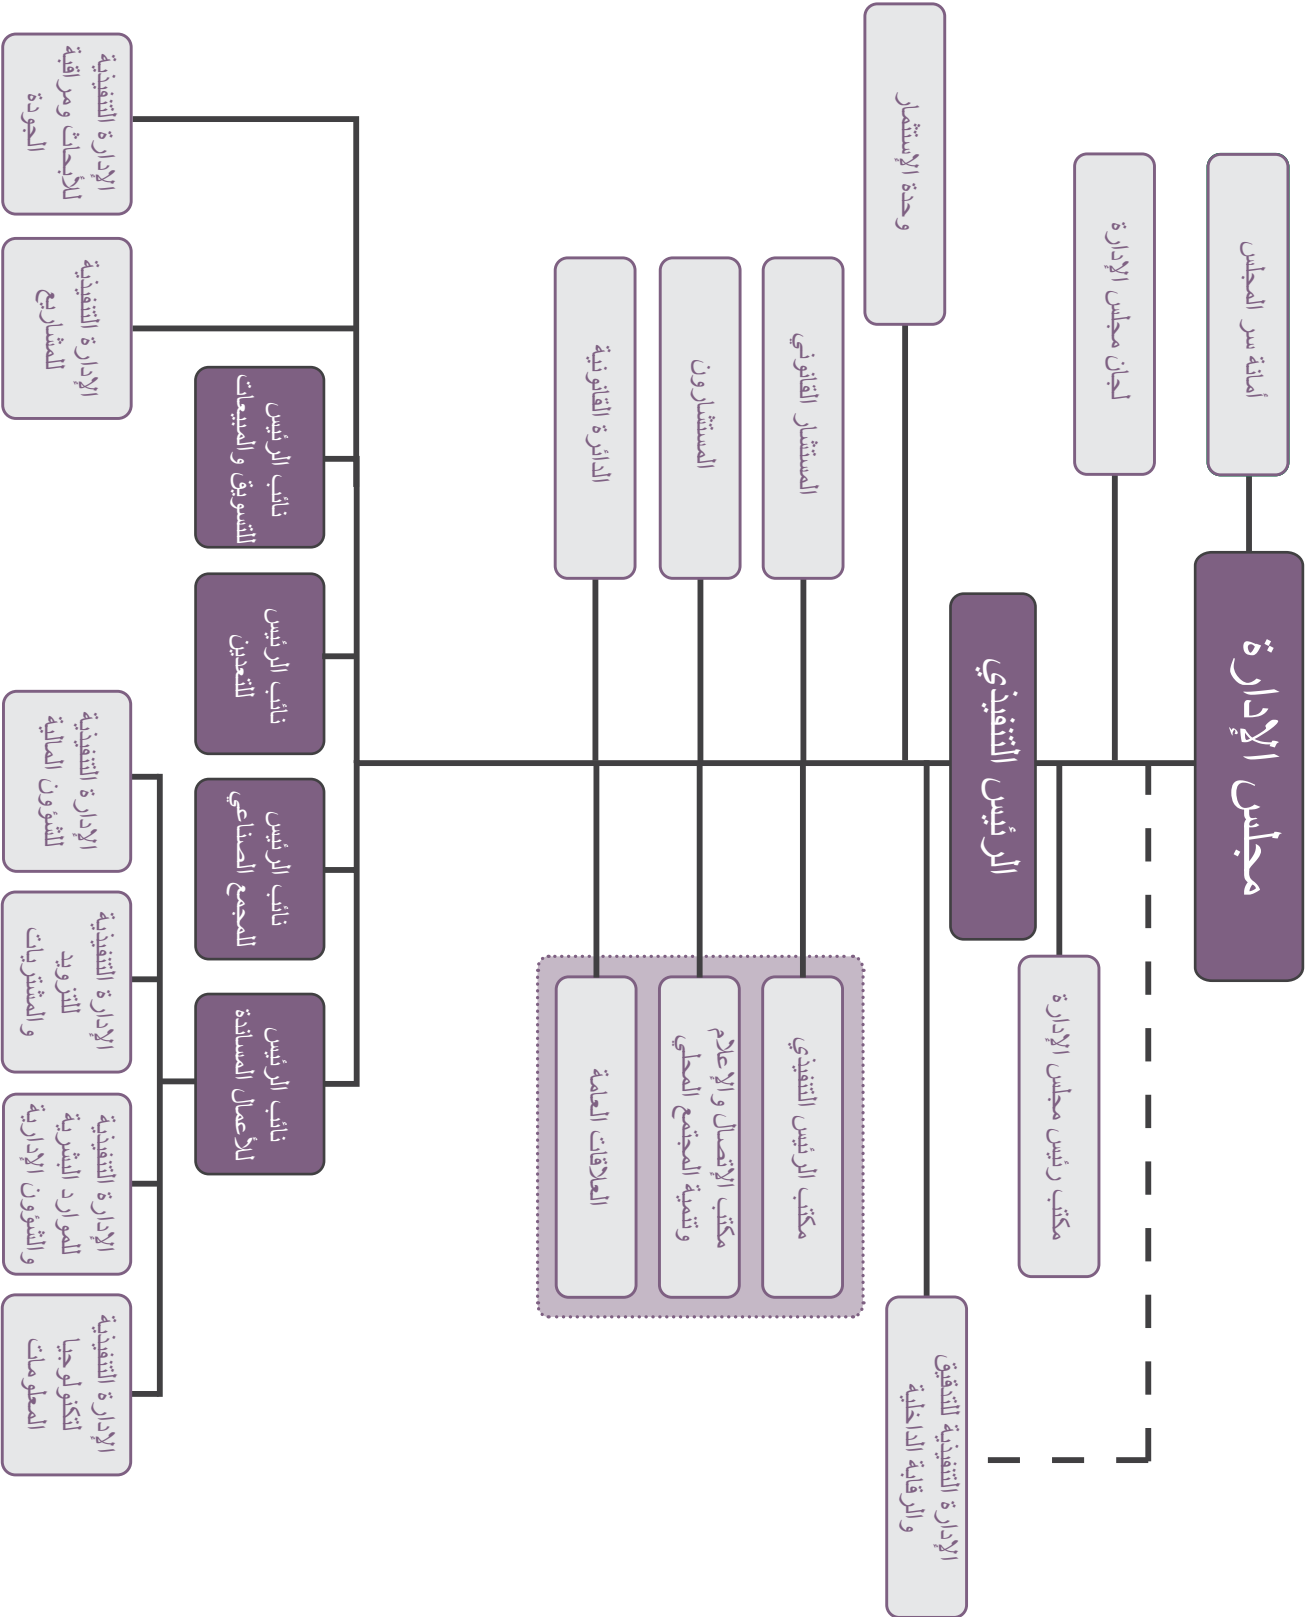 أمانة سر المجلس
مجلس الإدارة
لجان مجلس الإدارة
مكتب رئيس مجلس الإدارة
الرئيس التنفيذي
وحدة الإستثمار
الإدارة التنفيذية للتدقيق
والرقابة الداخلية
المستشار القانوني
مكتب الرئيس التنفيذي
المستشارون
مكتب الإتصال والإعلام
وتنمية المجتمع المحلي
الدائرة القانونية
العلاقات العامة
نائب الرئيس
للتسويق والمبيعات
نائب الرئيس
للتعدين
نائب الرئيس
للمجمع الصناعي
نائب الرئيس
للأعمال المساندة
الإدارة التنفيذية
للأبحاث ومراقبة
الجودة
الإدارة التنفيذية
للمشاريع
الإدارة التنفيذية
للشؤون المالية
الإدارة التنفيذية
للتزويد
والمشتريات
الإدارة التنفيذية
للموارد البشرية
والشؤون الإدارية
الإدارة التنفيذية
لتكنولوجيا
المعلومات